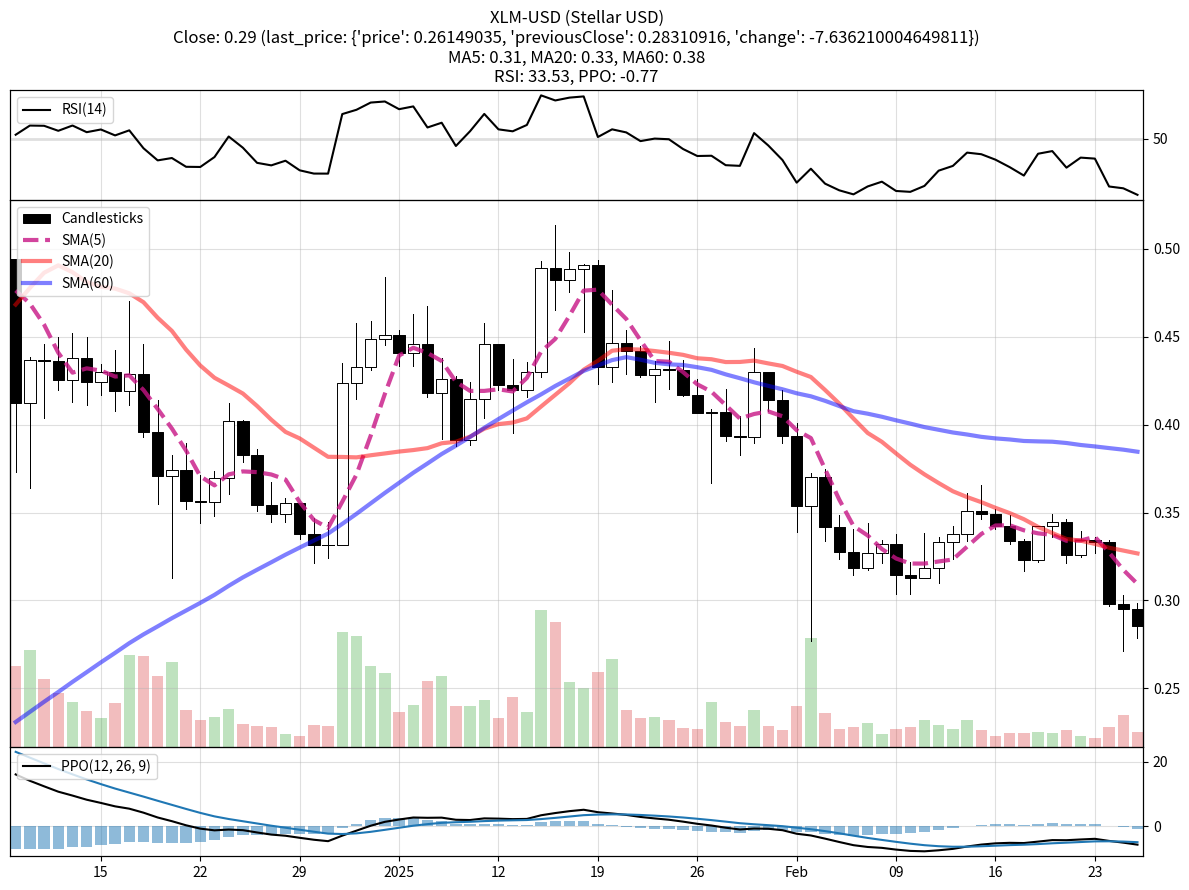 XLM-USD (Stellar USD)
Close: 0.29 (last_price: {'price': 0.26149035, 'previousClose': 0.28310916, 'change': -7.636210004649811})
MA5: 0.31, MA20: 0.33, MA60: 0.38
RSI: 33.53, PPO: -0.77
RSI(14)
50
Candlesticks
SMA(5)
SMA(20)
SMA(60)
0.50
0.45
0.40
0.35
0.30
0.25
PPO(12, 26, 9)
20
0
15 22 29 2025 12 19 26 Feb 09 16 23